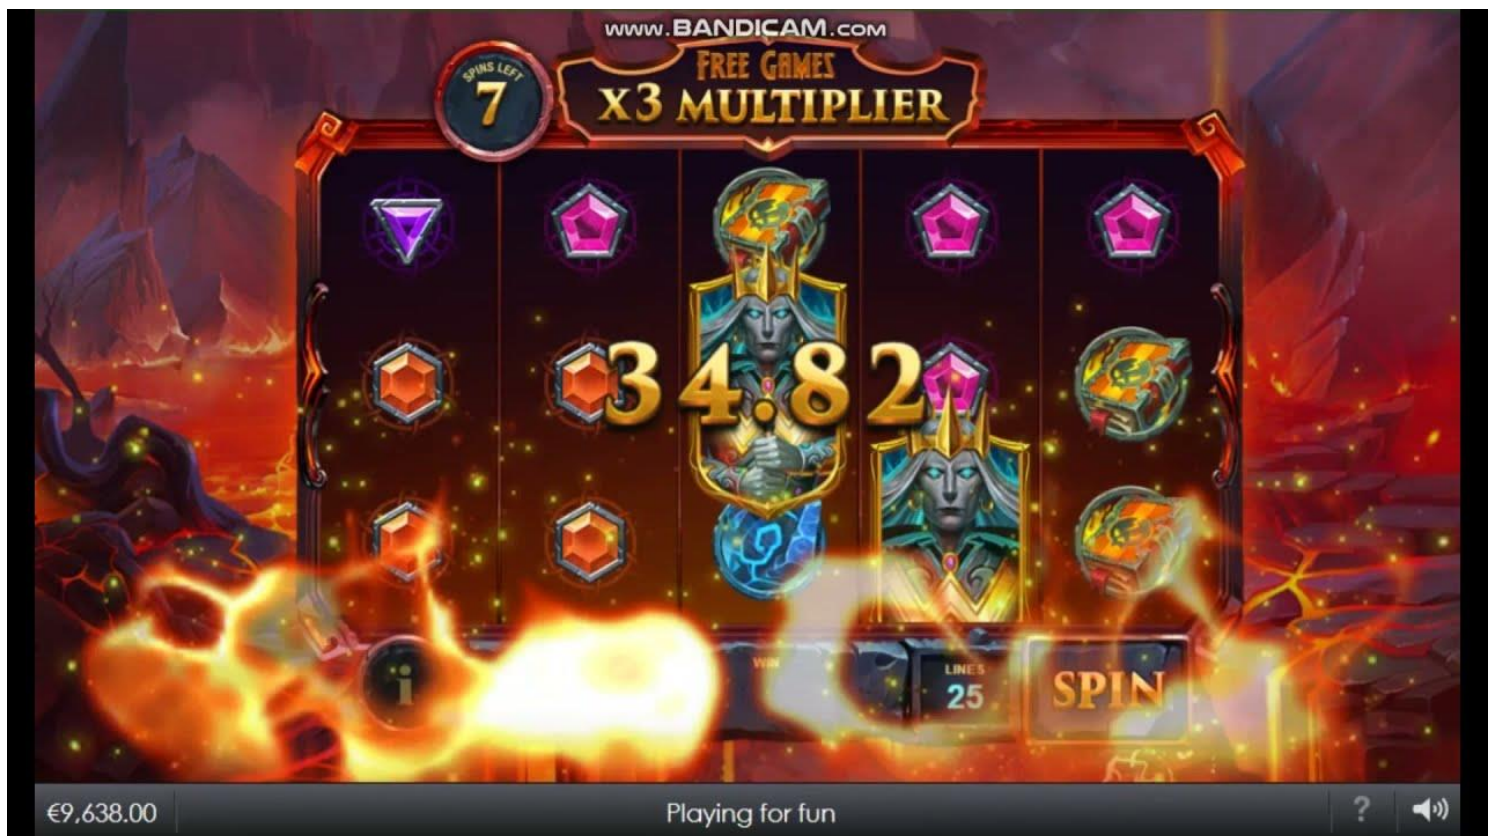 www.BANDICAM.com
FREE GAMES
SPINS LEFT
7
X3 MULTIPLIER
34.82
i
WIN
LINES
25
SPIN
€9,638.00
Playing for fun
?